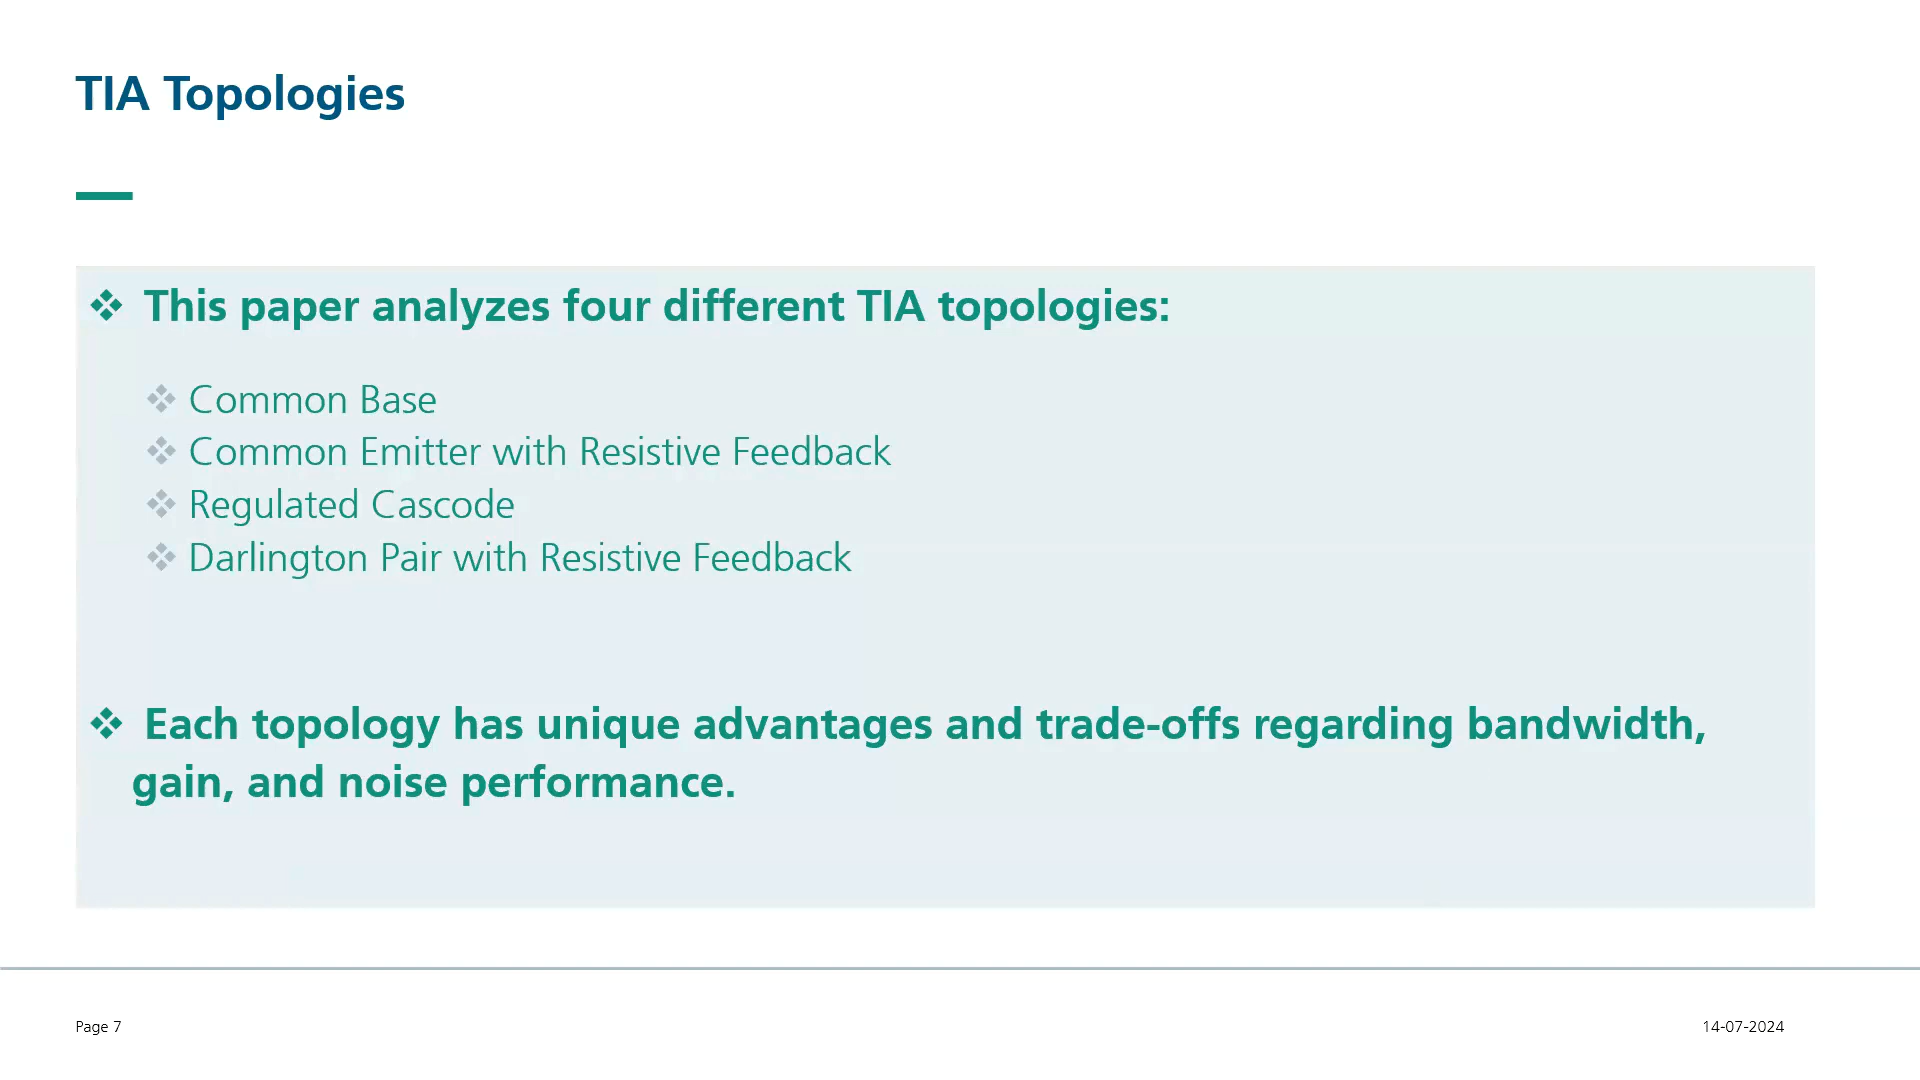 TIA Topologies
This paper analyzes four different TIA topologies:
Common Base
Common Emitter with Resistive Feedback
Regulated Cascode
Darlington Pair with Resistive Feedback
Each topology has unique advantages and trade-offs regarding bandwidth,
gain, and noise performance.
Page 7
14-07-2024